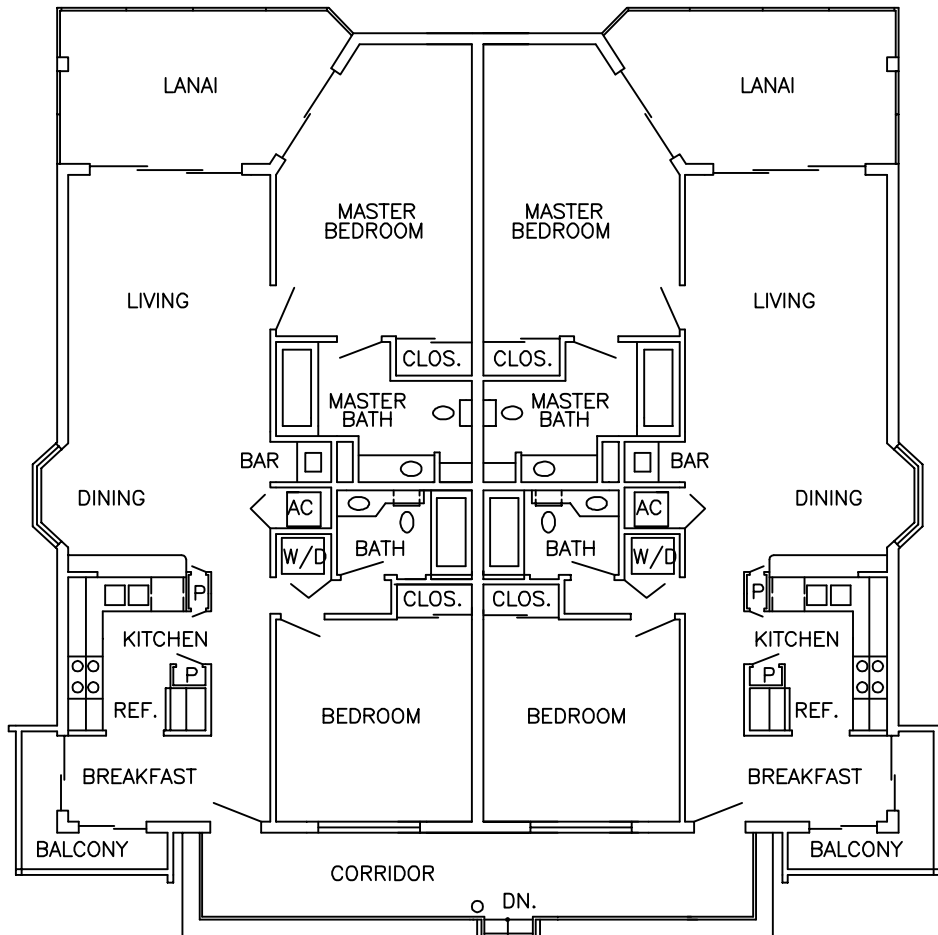 LANAI
LANAI
MASTER
BEDROOM
MASTER
BEDROOM
LIVING
LIVING
CLOS.
CLOS.
MASTER
BATH
MASTER
BATH
BAR
BAR
DINING
DINING
AC
AC
W/D
BATH
BATH
W/D
P
CLOS.
CLOS.
P
KITCHEN
KITCHEN
P
P
REF.
BEDROOM
BEDROOM
REF.
BREAKFAST
BREAKFAST
BALCONY
BALCONY
CORRIDOR
DN.